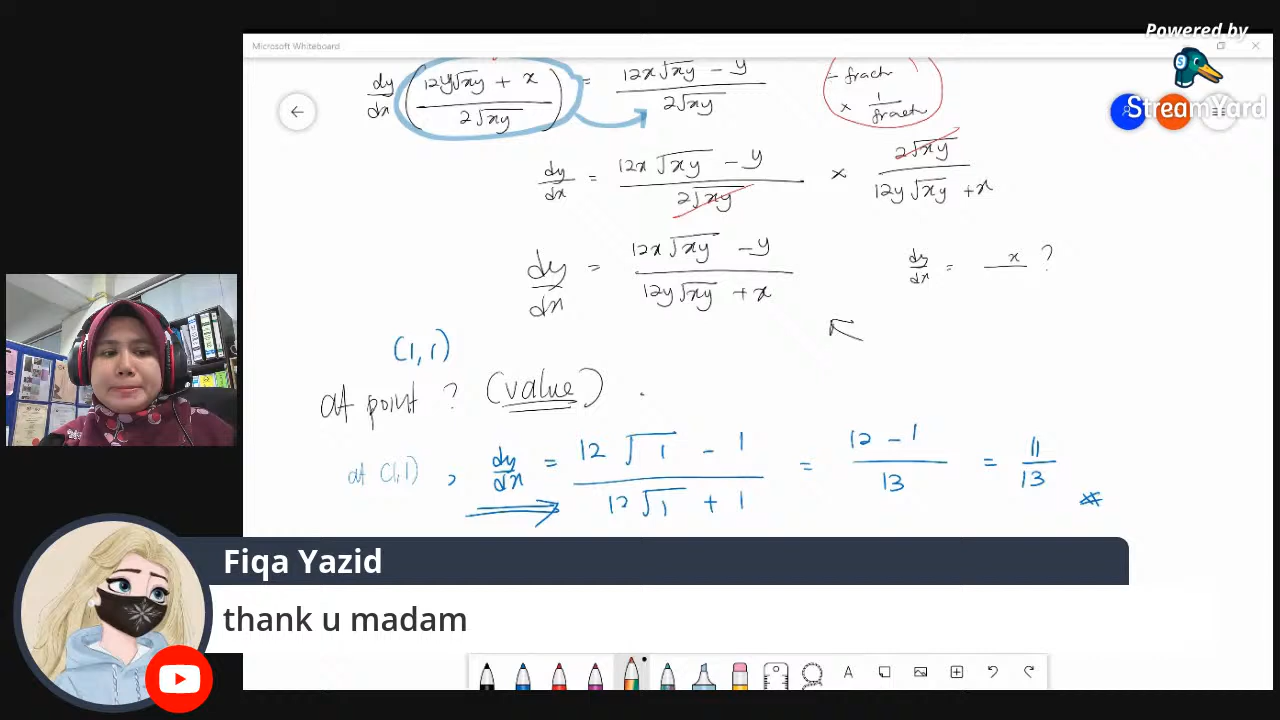 Powered by
StreamYard
Microsoft Whiteboard
dy/dx ( (12y√xy + x) / (2√xy) ) = (12x√xy - y) / (2√xy)
÷ fractn
× 1/fractn
dy/dx = (12x√xy - y) / (2√xy) × (2√xy) / (12y√xy + x)
dy/dx = (12x√xy - y) / (12y√xy + x)
dy/dx = x/ ?
(1,1)
at point ? (value)
at (1,1) , dy/dx = (12√1 - 1) / (12√1 + 1) = (12 - 1) / 13 = 11/13
Fiqa Yazid
thank u madam